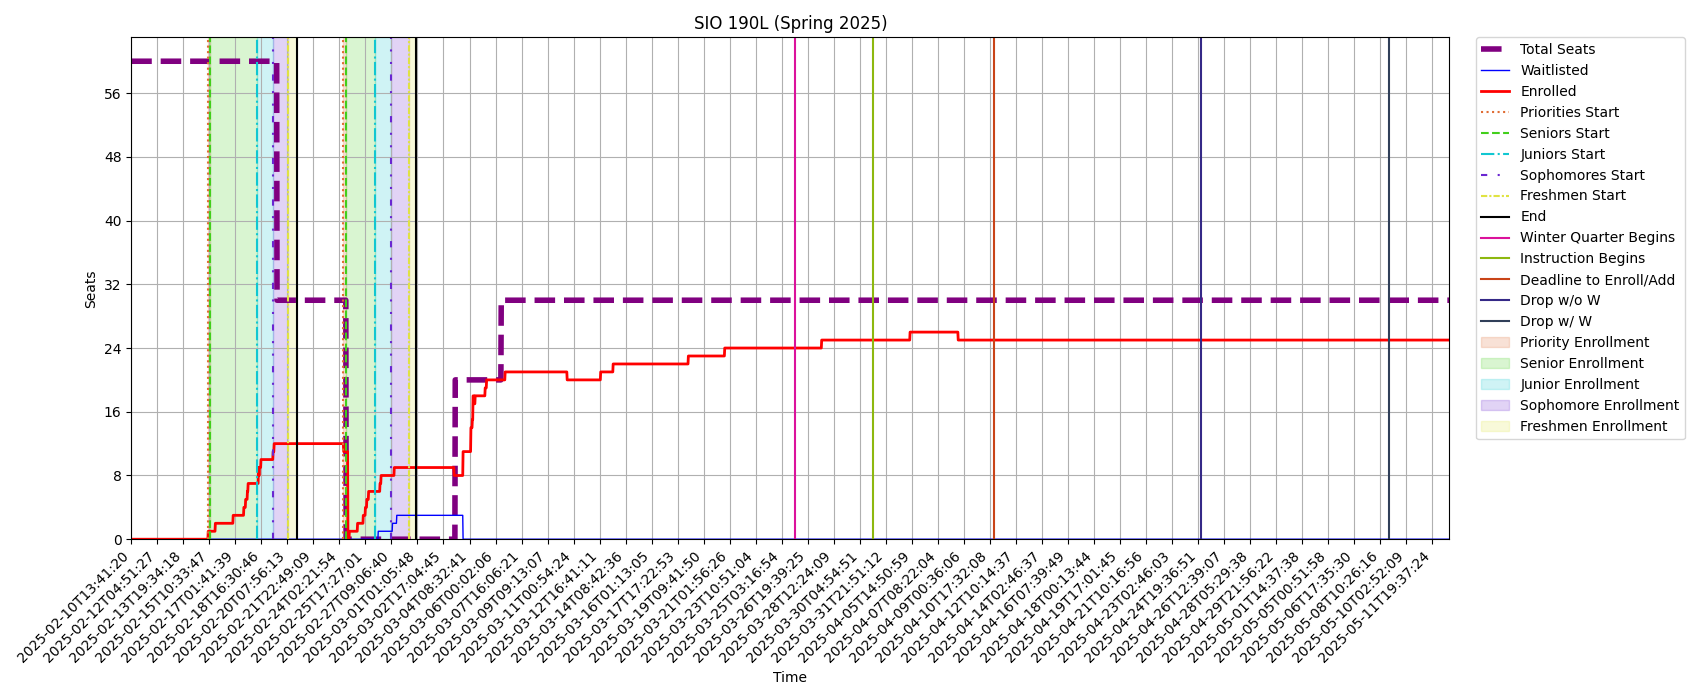 SIO 190L (Spring 2025)
Seats
56
48
40
32
24
16
8
0
2025-02-10T13:41:20
2025-02-12T04:51:27
2025-02-13T19:34:18
2025-02-15T10:33:47
2025-02-17T01:41:39
2025-02-18T16:30:46
2025-02-20T07:56:13
2025-02-21T22:49:09
2025-02-24T02:21:54
2025-02-25T17:27:01
2025-02-27T09:06:40
2025-03-01T01:05:48
2025-03-02T17:04:45
2025-03-04T08:32:41
2025-03-06T00:02:06
2025-03-07T16:06:21
2025-03-09T09:13:07
2025-03-11T00:54:24
2025-03-12T16:41:11
2025-03-14T08:42:36
2025-03-16T01:13:05
2025-03-17T17:22:53
2025-03-19T09:41:50
2025-03-21T01:56:26
2025-03-23T10:51:04
2025-03-25T03:16:54
2025-03-26T19:39:25
2025-03-28T12:24:09
2025-03-30T04:54:51
2025-03-31T21:51:12
2025-04-05T14:50:59
2025-04-07T08:22:04
2025-04-09T00:36:06
2025-04-10T17:32:08
2025-04-12T10:14:37
2025-04-14T02:46:37
2025-04-16T07:39:49
2025-04-18T00:13:44
2025-04-19T17:01:45
2025-04-21T10:16:56
2025-04-23T02:46:03
2025-04-24T19:36:51
2025-04-26T12:39:07
2025-04-28T05:29:38
2025-04-29T21:56:22
2025-05-01T14:37:38
2025-05-05T00:51:58
2025-05-06T17:35:30
2025-05-08T10:26:16
2025-05-10T02:52:09
2025-05-11T19:37:24
Time
Total Seats
Waitlisted
Enrolled
Priorities Start
Seniors Start
Juniors Start
Sophomores Start
Freshmen Start
End
Winter Quarter Begins
Instruction Begins
Deadline to Enroll/Add
Drop w/o W
Drop w/ W
Priority Enrollment
Senior Enrollment
Junior Enrollment
Sophomore Enrollment
Freshmen Enrollment